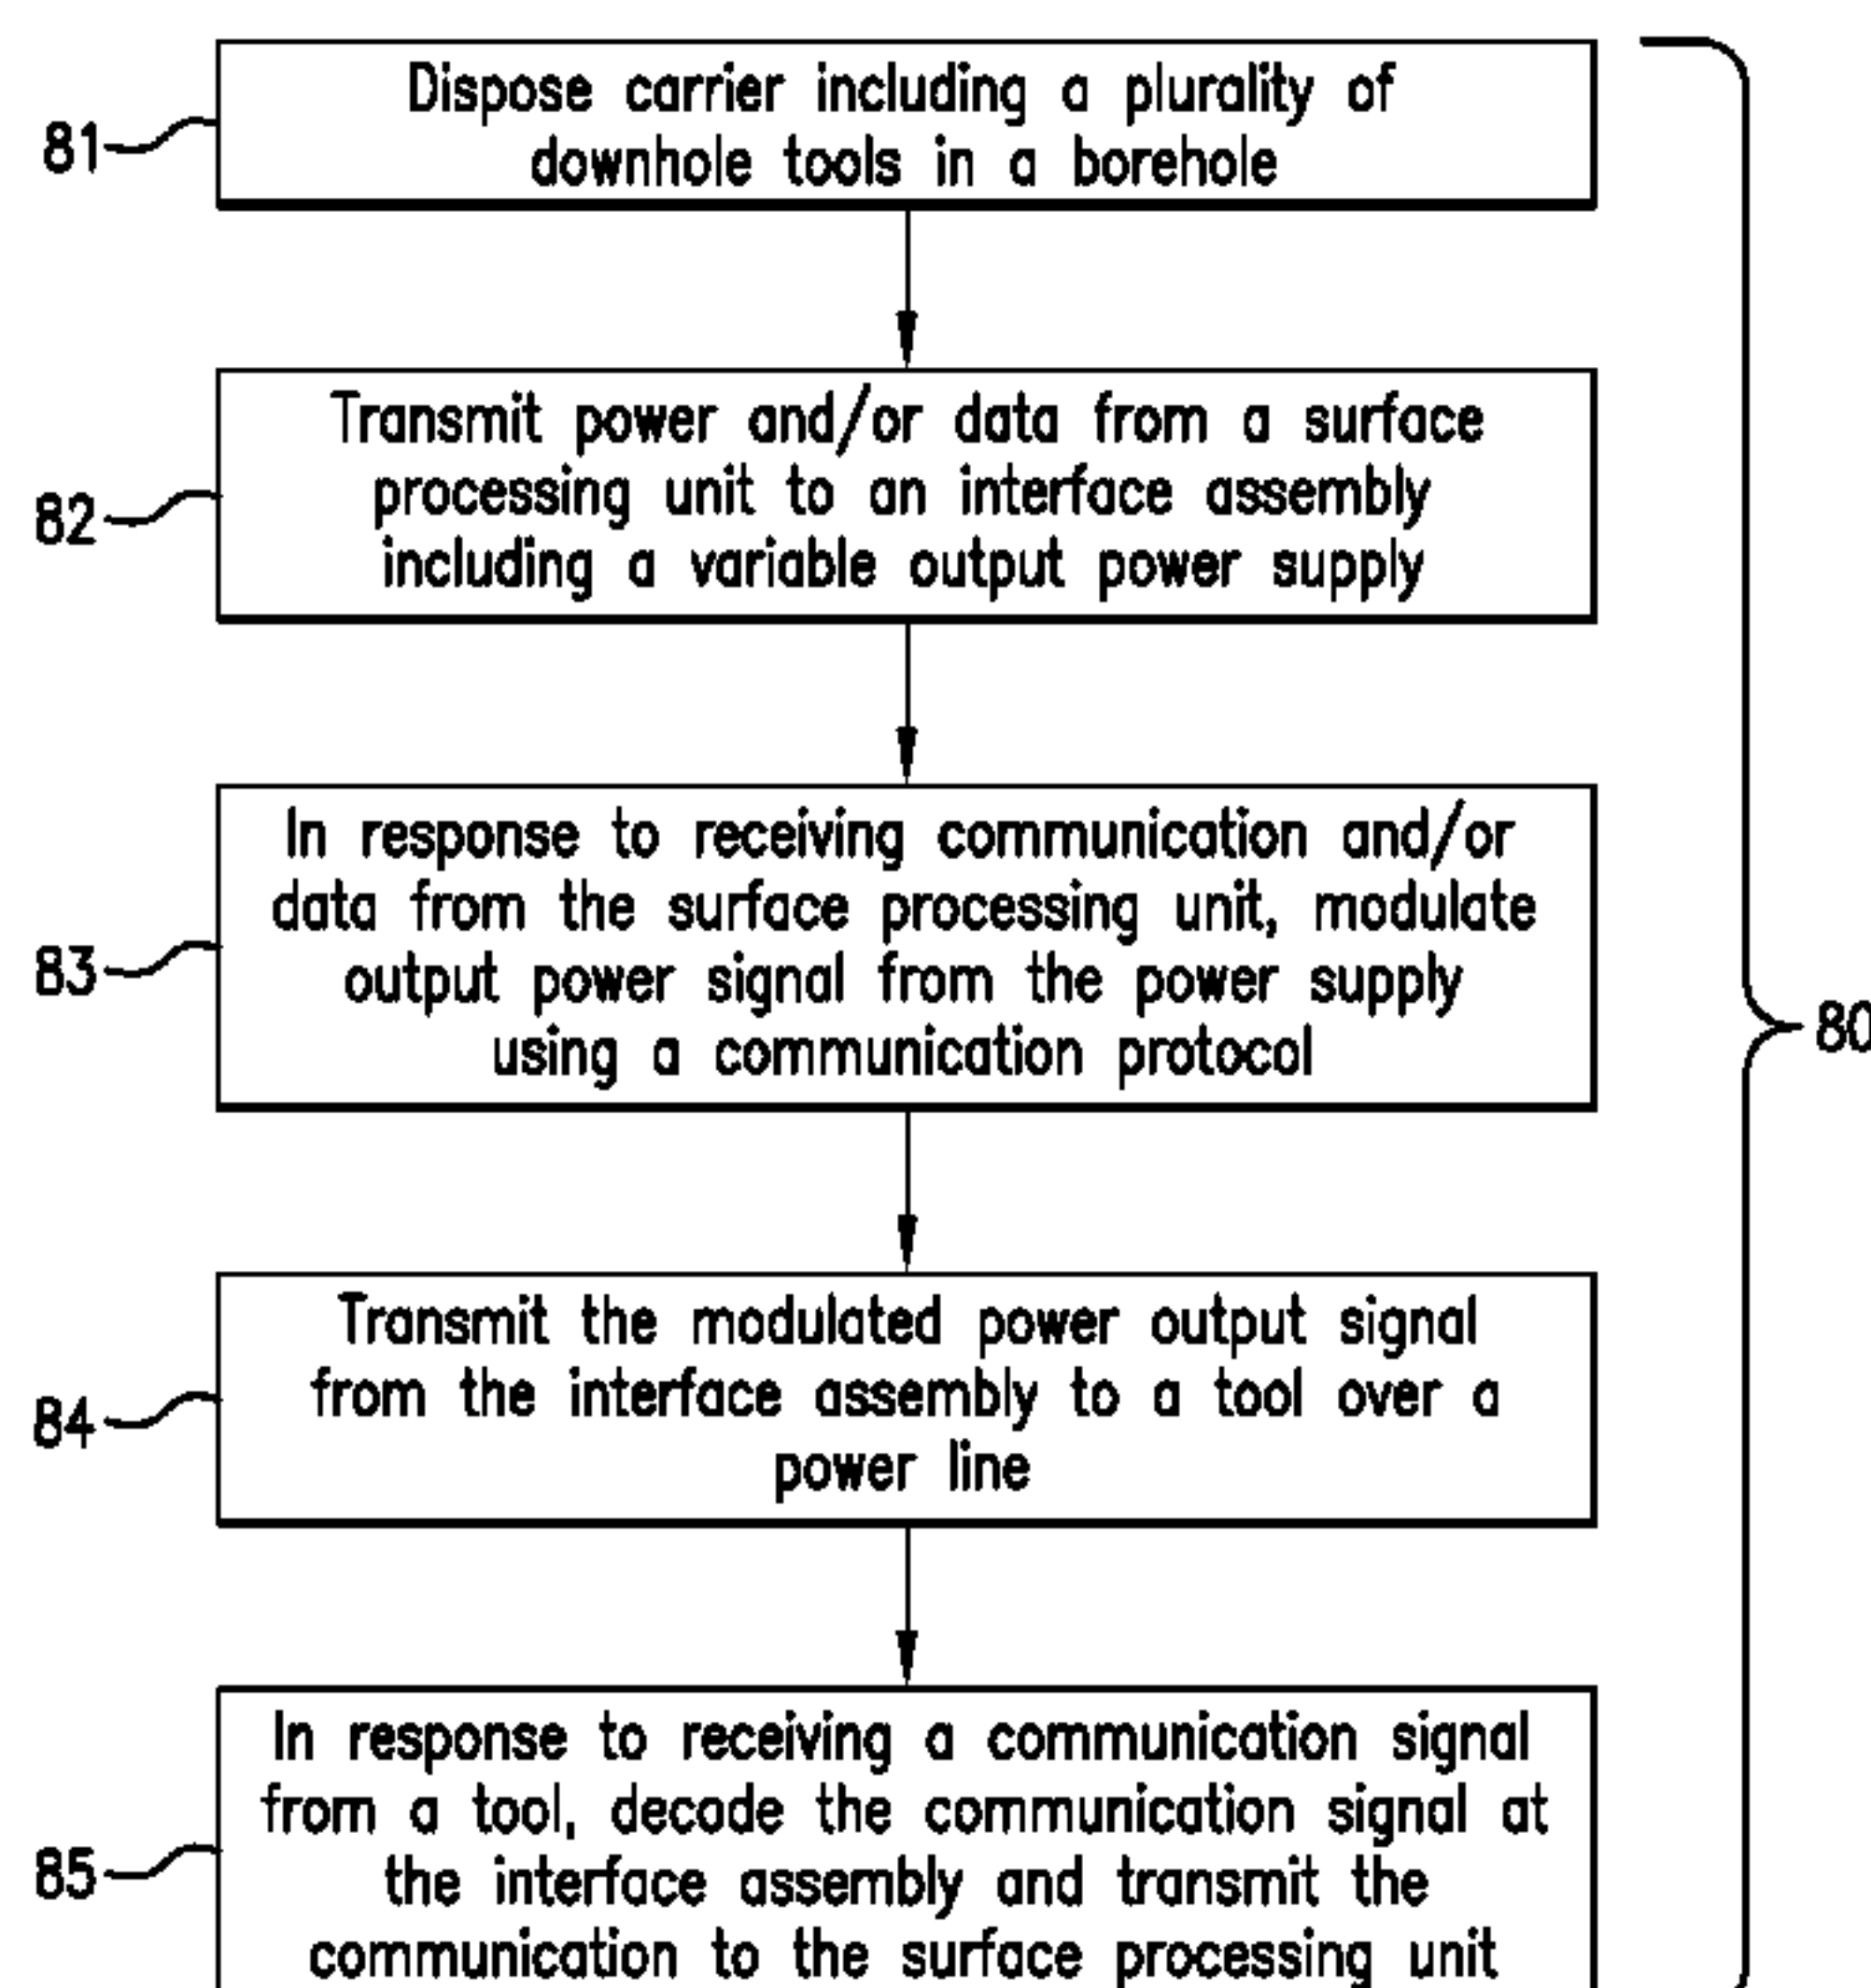 81
Dispose carrier including a plurality of
downhole tools in a borehole
82
Transmit power and/or data from a surface
processing unit to an interface assembly
including a variable output power supply
83
In response to receiving communication and/or
data from the surface processing unit, modulate
output power signal from the power supply
using a communication protocol
80
84
Transmit the modulated power output signal
from the interface assembly to a tool over a
power line
85
In response to receiving a communication signal
from a tool, decode the communication signal at
the interface assembly and transmit the
communication to the surface processing unit